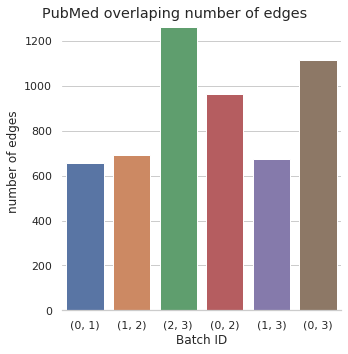 PubMed overlaping number of edges
number of edges
1200
1000
800
600
400
200
0
(0, 1) (1, 2) (2, 3) (0, 2) (1, 3) (0, 3)
Batch ID